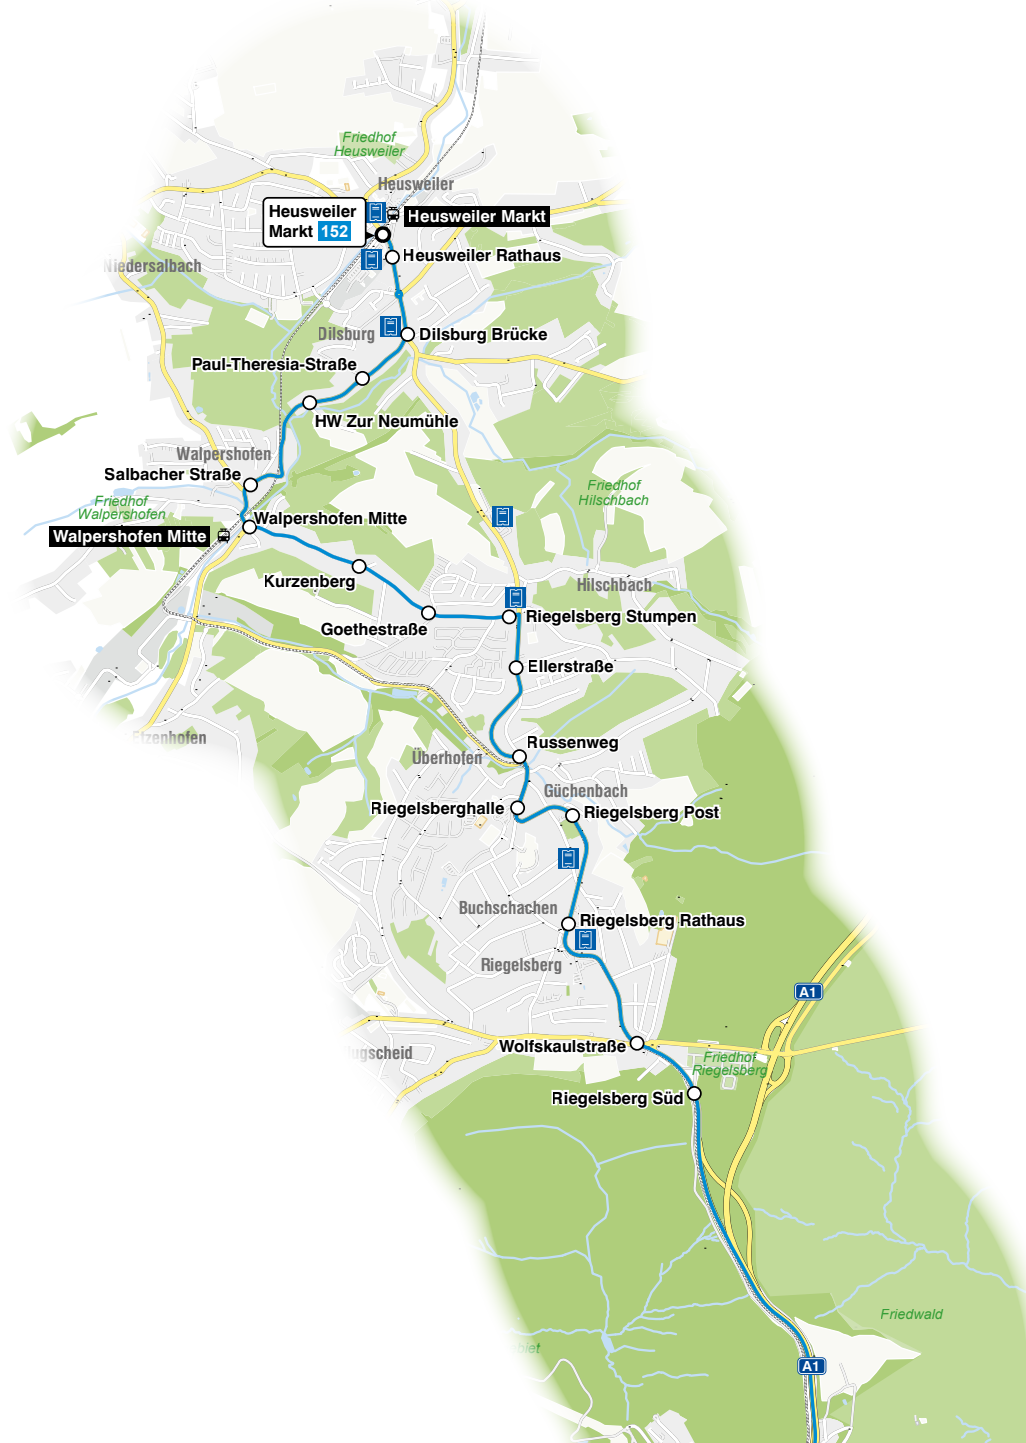 Friedhof
Heusweiler
Heusweiler
Heusweiler
Markt 152
Heusweiler Markt
Heusweiler Rathaus
Niedersalbach
Dilsburg
Dilsburg Brücke
Paul-Theresia-Straße
HW Zur Neumühle
Walpershofen
Salbacher Straße
Friedhof
Walpershofen
Friedhof
Hilschbach
Walpershofen Mitte
Walpershofen Mitte
Kurzenberg
Hilschbach
Goethestraße
Riegelsberg Stumpen
Ellerstraße
Etzenhofen
Russenweg
Überhofen
Güchenbach
Riegelsberghalle
Riegelsberg Post
Buchschachen
Riegelsberg Rathaus
Riegelsberg
A1
Wolfskaulstraße
ugscheid
Friedhof
Riegelsberg
Riegelsberg Süd
Friedwald
A1